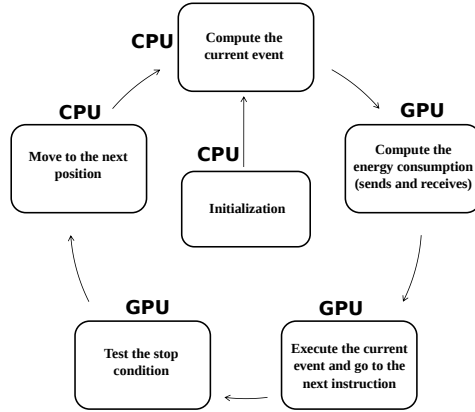 CPU
Compute the
current event
GPU
Compute the
energy consumption
(sends and receives)
CPU
Move to the next
position
CPU
Initialization
GPU
Test the stop
condition
GPU
Execute the current
event and go to the
next instruction